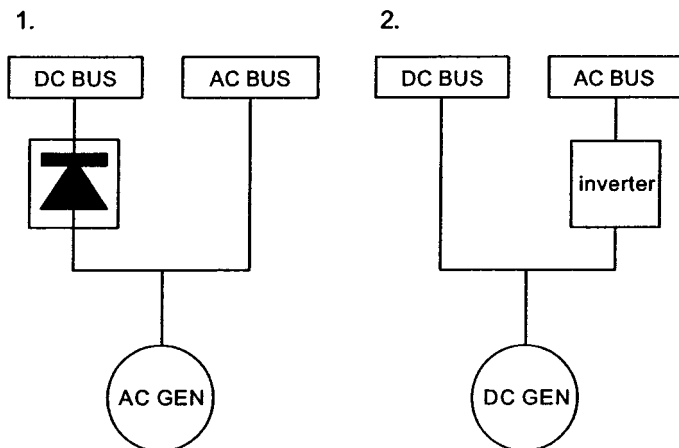 1.
2.
DC BUS
AC BUS
DC BUS
AC BUS
inverter
AC GEN
DC GEN